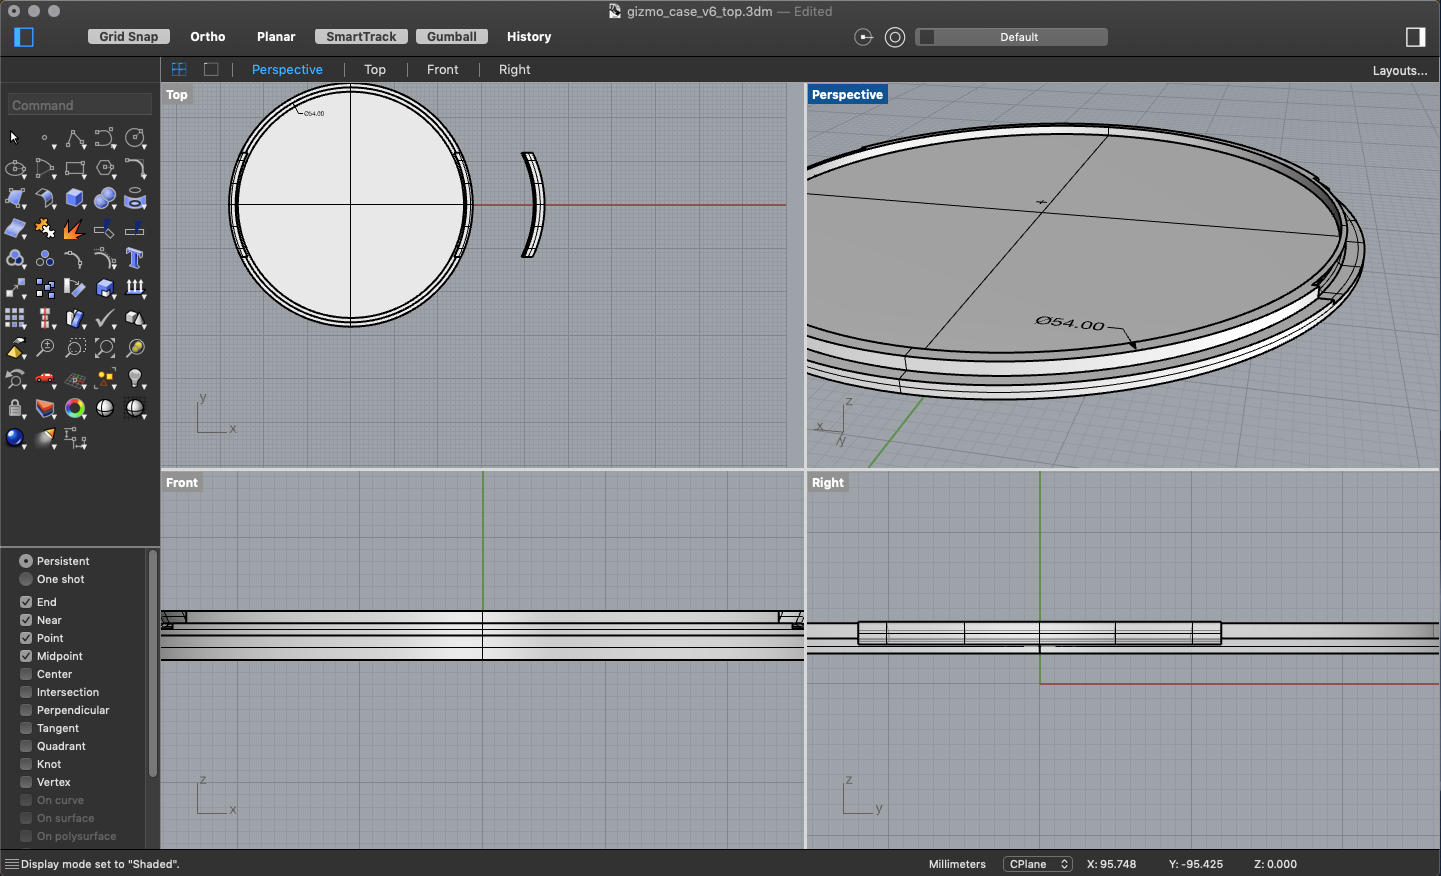 gizmo_case_v6_top.3dm — Edited
Grid Snap Ortho Planar SmartTrack Gumball History Default
Perspective Top Front Right Layouts...
Command
Top
Ø54.00
y
x
Perspective
Ø54.00
z
x
y
Front
z
x
Right
z
y
Persistent
One shot
End
Near
Point
Midpoint
Center
Intersection
Perpendicular
Tangent
Quadrant
Knot
Vertex
On curve
On surface
On polysurface
Display mode set to "Shaded". Millimeters CPlane X: 95.748 Y: -95.425 Z: 0.000